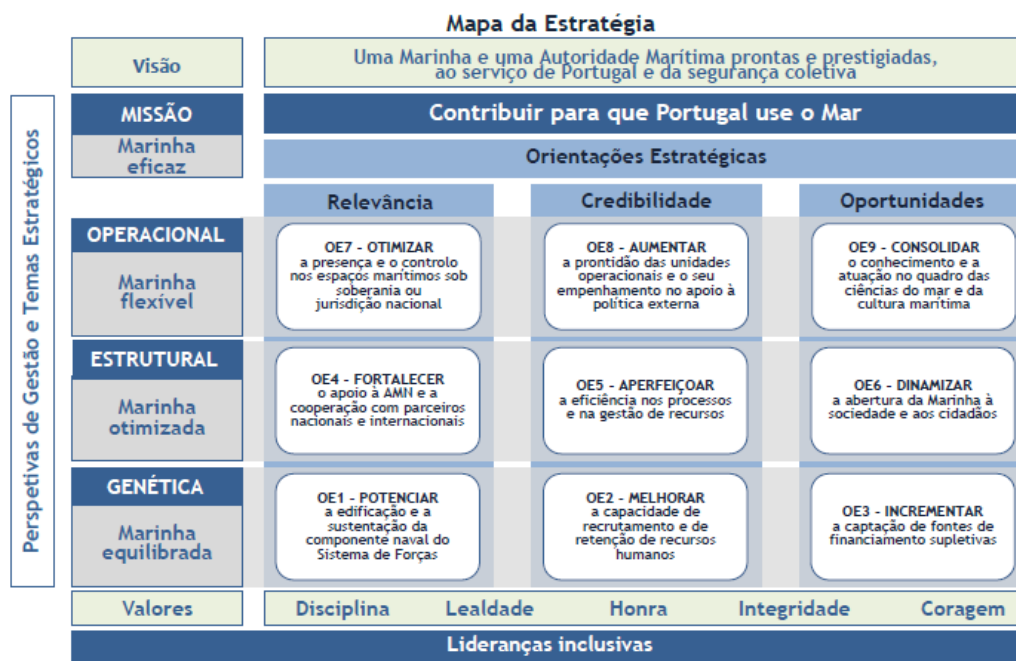 Mapa da Estratégia
Visão
Uma Marinha e uma Autoridade Marítima prontas e prestigiadas,
ao serviço de Portugal e da segurança coletiva
Perspetivas de Gestão e Temas Estratégicos
MISSÃO
Marinha
eficaz
Contribuir para que Portugal use o Mar
Orientações Estratégicas
Relevância
Credibilidade
Oportunidades
OPERACIONAL
Marinha
flexível
OE7 - OTIMIZAR
a presença e o controlo
nos espaços marítimos sob
soberania ou
jurisdição nacional
OE8 - AUMENTAR
a prontidão das unidades
operacionais e o seu
empenhamento no apoio à
política externa
OE9 - CONSOLIDAR
o conhecimento e a
atuação no quadro das
ciências do mar e da
cultura marítima
ESTRUTURAL
Marinha
otimizada
OE4 - FORTALECER
o apoio à AMN e a
cooperação com parceiros
nacionais e internacionais
OE5 - APERFEIÇOAR
a eficiência nos processos
e na gestão de recursos
OE6 - DINAMIZAR
a abertura da Marinha à
sociedade e aos cidadãos
GENÉTICA
Marinha
equilibrada
OE1 - POTENCIAR
a edificação e a
sustentação da
componente naval do
Sistema de Forças
OE2 - MELHORAR
a capacidade de
recrutamento e de
retenção de recursos
humanos
OE3 - INCREMENTAR
a captação de fontes de
financiamento supletivas
Valores
Disciplina
Lealdade
Honra
Integridade
Coragem
Lideranças inclusivas